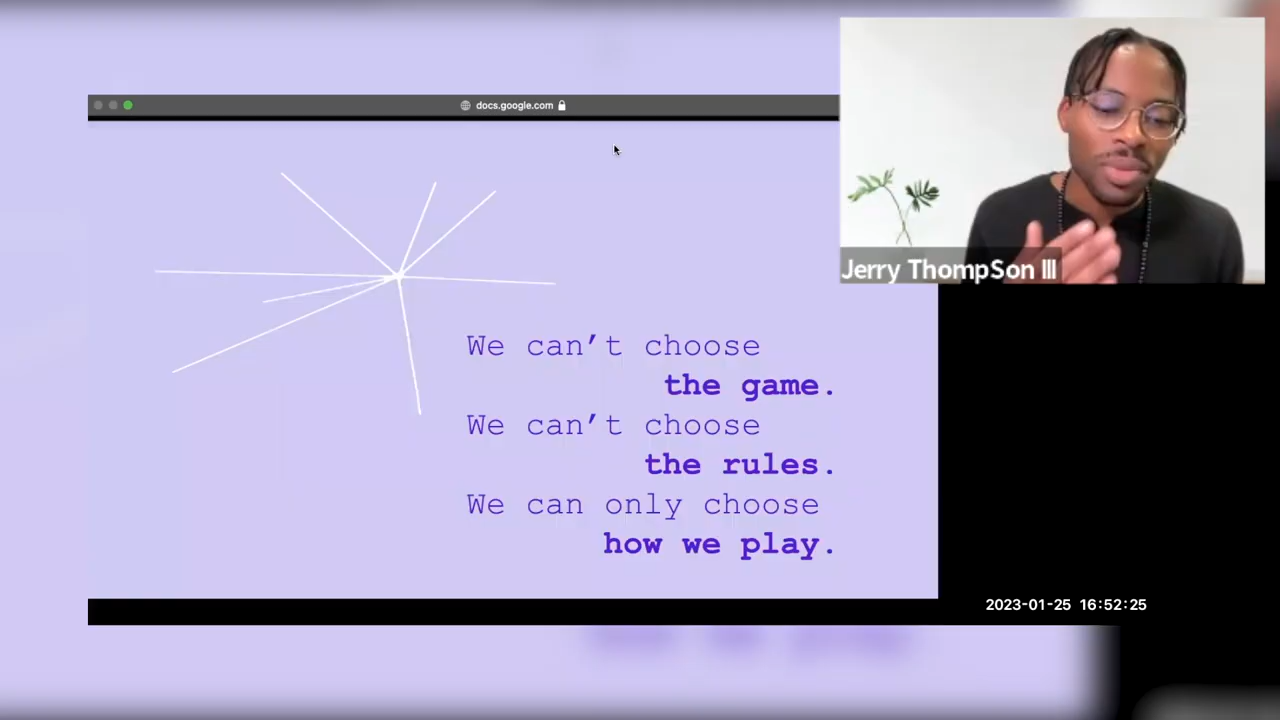 docs.google.com
Jerry ThompSon III
We can’t choose
the game.
We can’t choose
the rules.
We can only choose
how we play.
2023-01-25 16:52:25